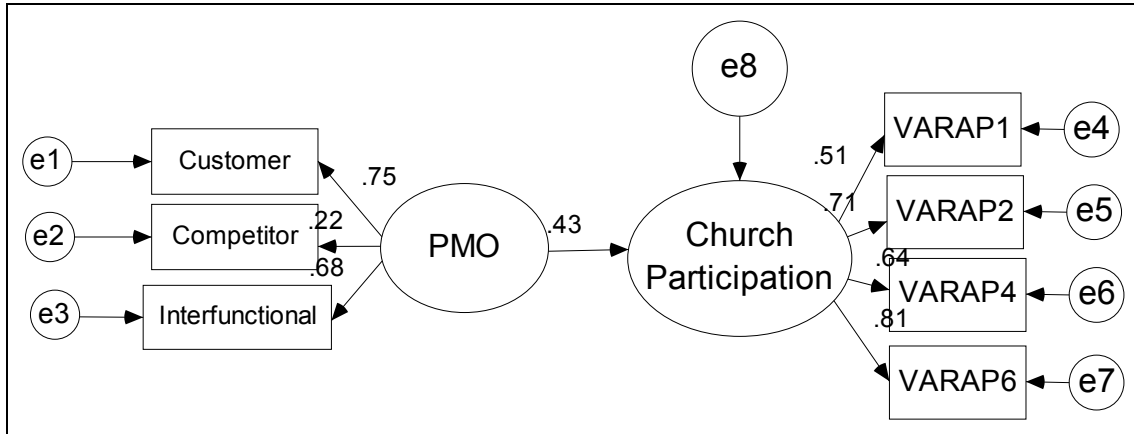 e8
e1
Customer
.75
.51
VARAP1
e4
e2
Competitor
.22
PMO
.43
Church
Participation
.71
VARAP2
e5
e3
Interfunctional
.68
.64
VARAP4
e6
.81
VARAP6
e7